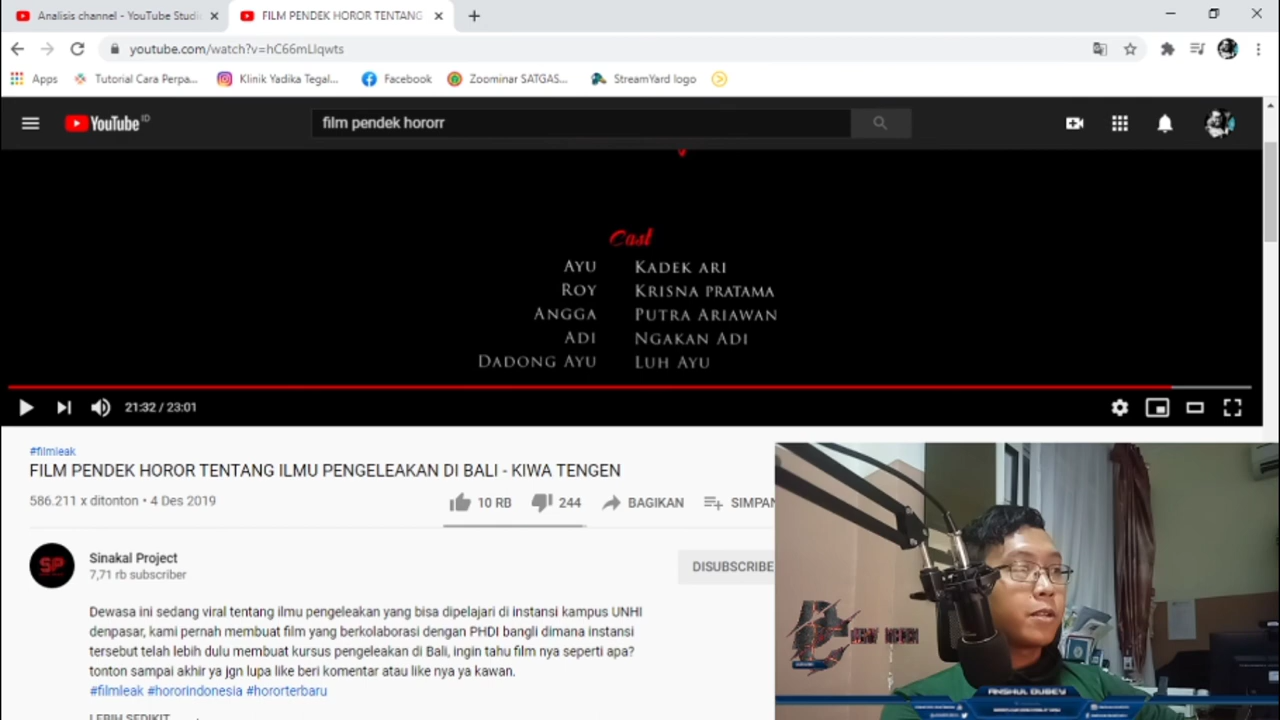 Analisis channel - YouTube Studi
FILM PENDEK HOROR TENTANG
youtube.com/watch?v=hC66mLlqwts
Apps
Tutorial Cara Perpa...
Klinik Yadika Tegal...
Facebook
Zoominar SATGAS...
StreamYard logo
YouTube ID
film pendek hororr
Cast
AYU KADEK ARI
ROY KRISNA PRATAMA
ANGGA PUTRA ARIAWAN
ADI NGAKAN ADI
DADONG AYU LUH AYU
21:32 / 23:01
#filmleak
FILM PENDEK HOROR TENTANG ILMU PENGELEAKAN DI BALI - KIWA TENGEN
586.211 x ditonton • 4 Des 2019
10 RB
244
BAGIKAN
SIMPAN
SP
Sinakal Project
7,71 rb subscriber
DISUBSCRIBE
Dewasa ini sedang viral tentang ilmu pengeleakan yang bisa dipelajari di instansi kampus UNHI
denpasar, kami pernah membuat film yang berkolaborasi dengan PHDI bangli dimana instansi
tersebut telah lebih dulu membuat kursus pengeleakan di Bali, ingin tahu film nya seperti apa?
tonton sampai akhir ya jgn lupa like beri komentar atau like nya ya kawan.
#filmleak #hororindonesia #hororterbaru
LEBIH SEDIKIT
ANSHUL DUBEY